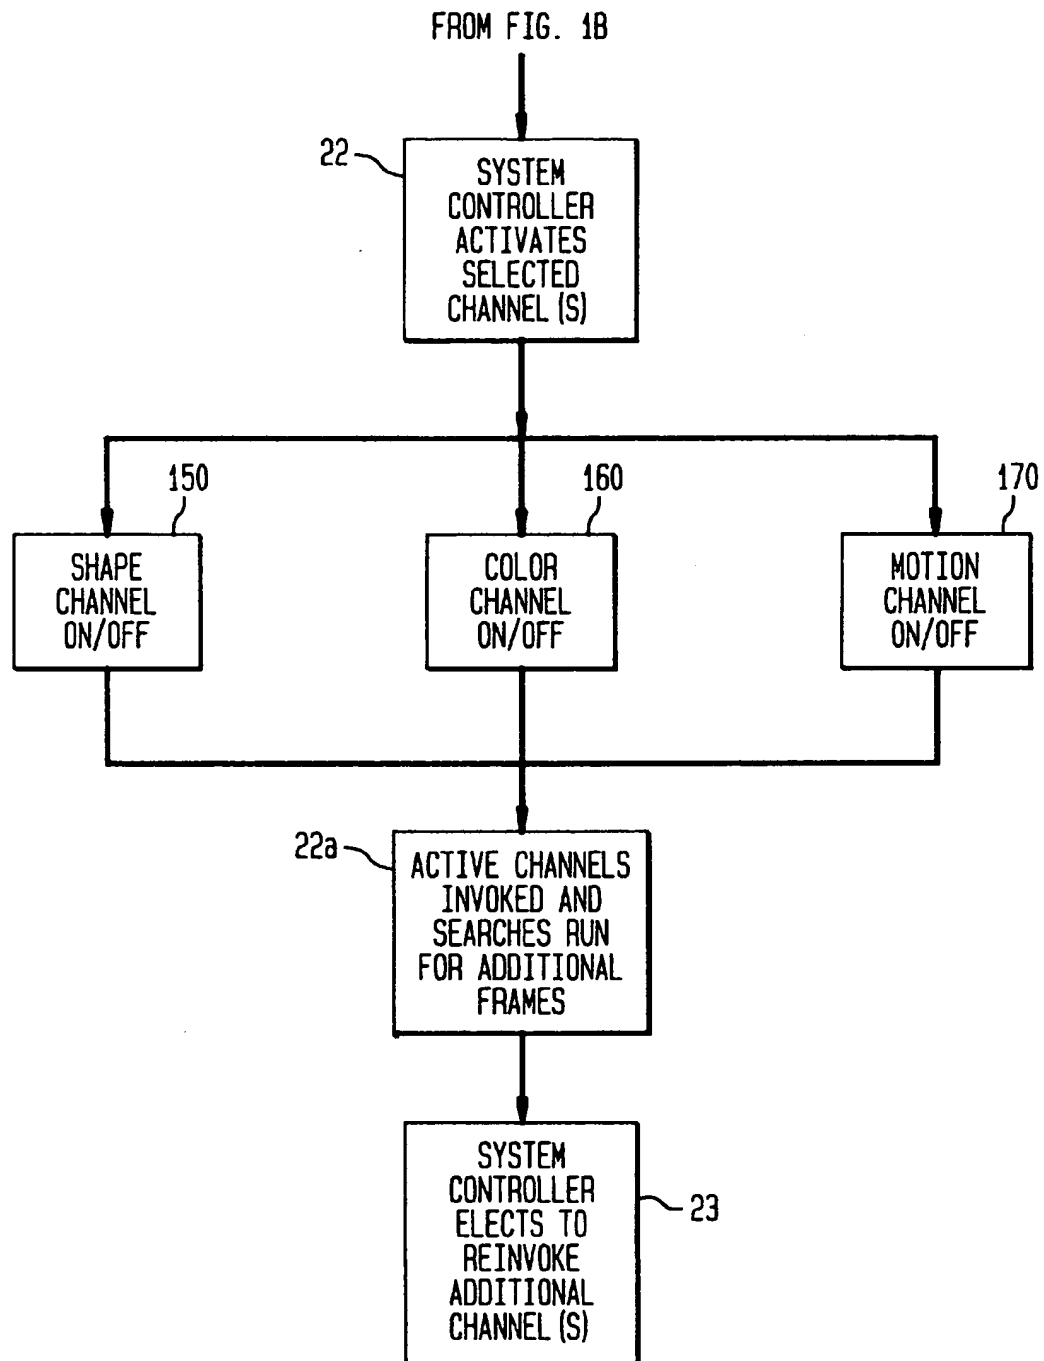 FROM FIG. 1B
22
SYSTEM
CONTROLLER
ACTIVATES
SELECTED
CHANNEL(S)
150
160
170
SHAPE
CHANNEL
ON/OFF
COLOR
CHANNEL
ON/OFF
MOTION
CHANNEL
ON/OFF
22a
ACTIVE CHANNELS
INVOKED AND
SEARCHES RUN
FOR ADDITIONAL
FRAMES
SYSTEM
CONTROLLER
ELECTS TO
REINVOKE
ADDITIONAL
CHANNEL(S)
23